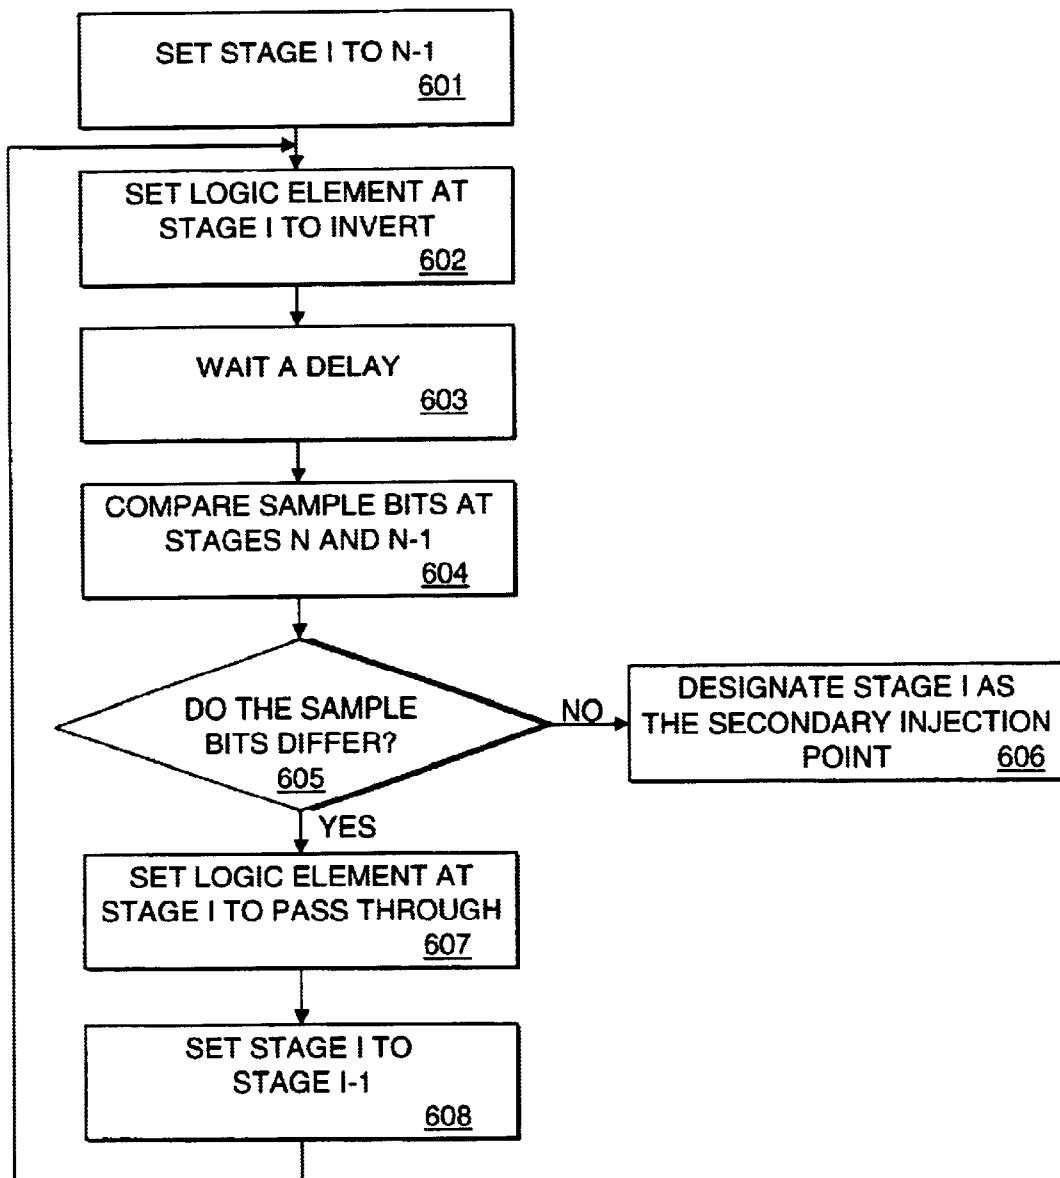 SET STAGE I TO N-1
601
SET LOGIC ELEMENT AT
STAGE I TO INVERT
602
WAIT A DELAY
603
COMPARE SAMPLE BITS AT
STAGES N AND N-1
604
DO THE SAMPLE
BITS DIFFER?
605
NO
DESIGNATE STAGE I AS
THE SECONDARY INJECTION
POINT 606
YES
SET LOGIC ELEMENT AT
STAGE I TO PASS THROUGH
607
SET STAGE I TO
STAGE I-1
608